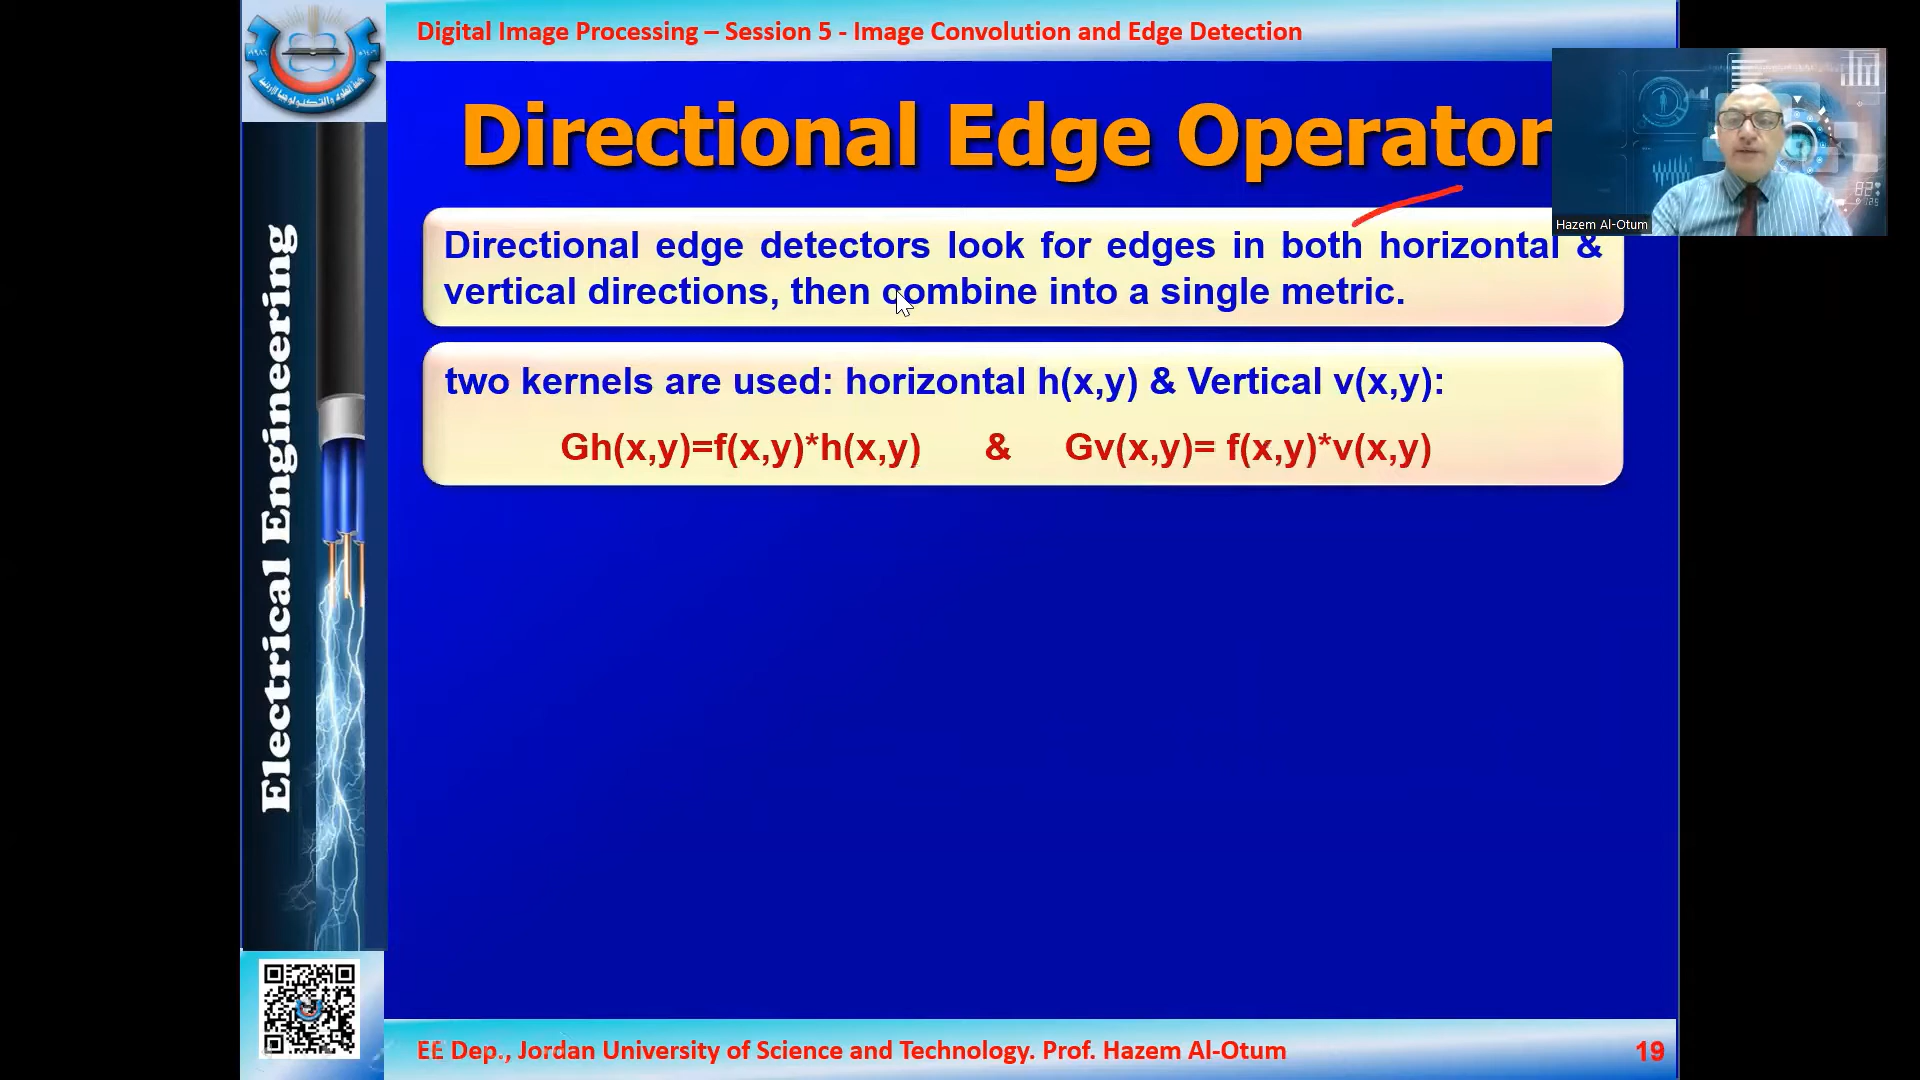 Digital Image Processing – Session 5 - Image Convolution and Edge Detection
Directional Edge Operator
Hazem Al-Otum
Directional edge detectors look for edges in both horizontal &
vertical directions, then combine into a single metric.
two kernels are used: horizontal h(x,y) & Vertical v(x,y):
Gh(x,y)=f(x,y)*h(x,y) & Gv(x,y)= f(x,y)*v(x,y)
Electrical Engineering
EE Dep., Jordan University of Science and Technology. Prof. Hazem Al-Otum
19